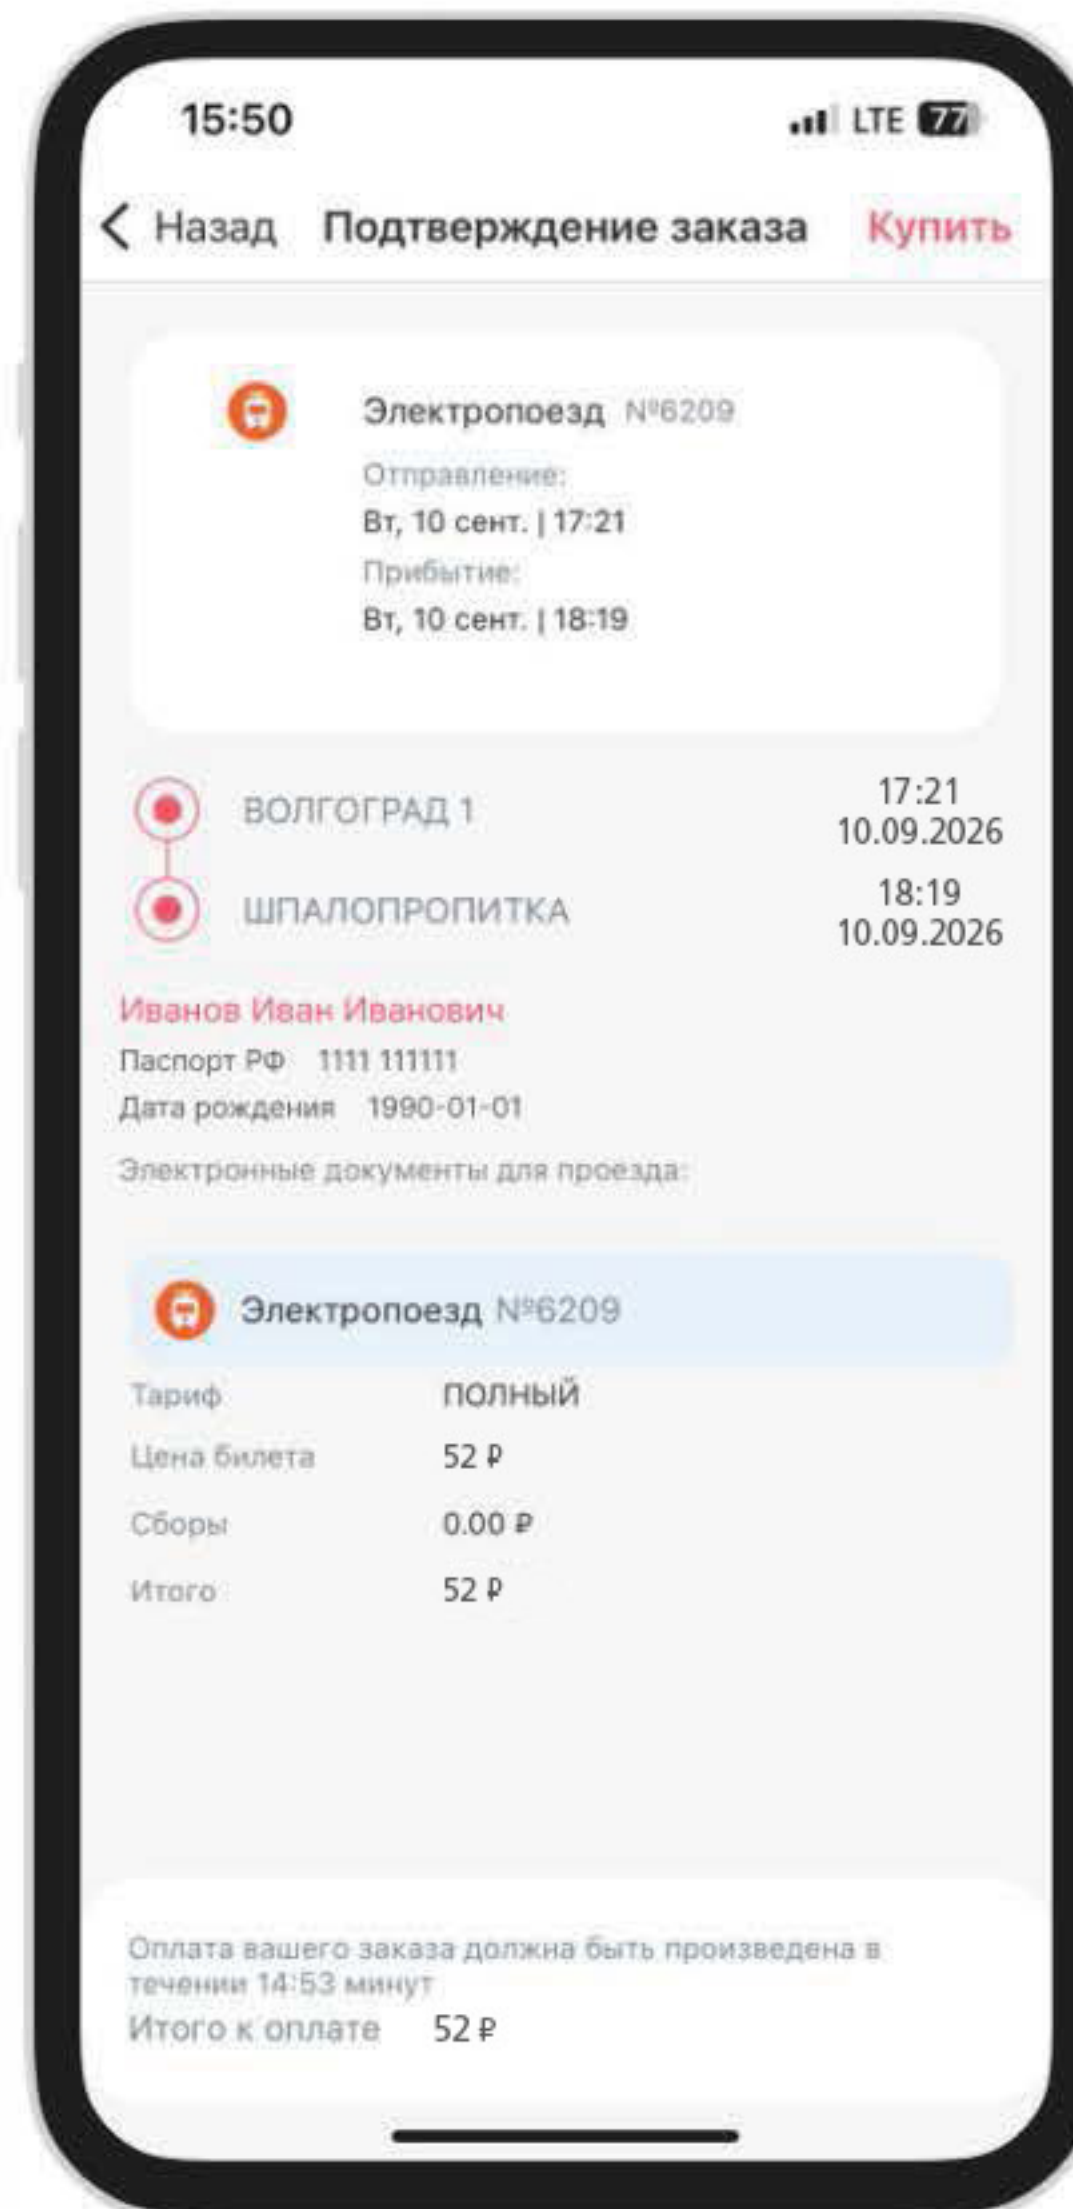 15:50 LTE 77
Назад Подтверждение заказа Купить
Электропоезд №6209
Отправление:
Вт, 10 сент. | 17:21
Прибытие:
Вт, 10 сент. | 18:19
ВОЛГОГРАД 1 17:21
10.09.2026
ШПАЛОПРОПИТКА 18:19
10.09.2026
Иванов Иван Иванович
Паспорт РФ 1111 111111
Дата рождения 1990-01-01
Электронные документы для проезда:
Электропоезд №6209
Тариф ПОЛНЫЙ
Цена билета 52 ₽
Сборы 0.00 ₽
Итого 52 ₽
Оплата вашего заказа должна быть произведена в
течении 14:53 минут
Итого к оплате 52 ₽